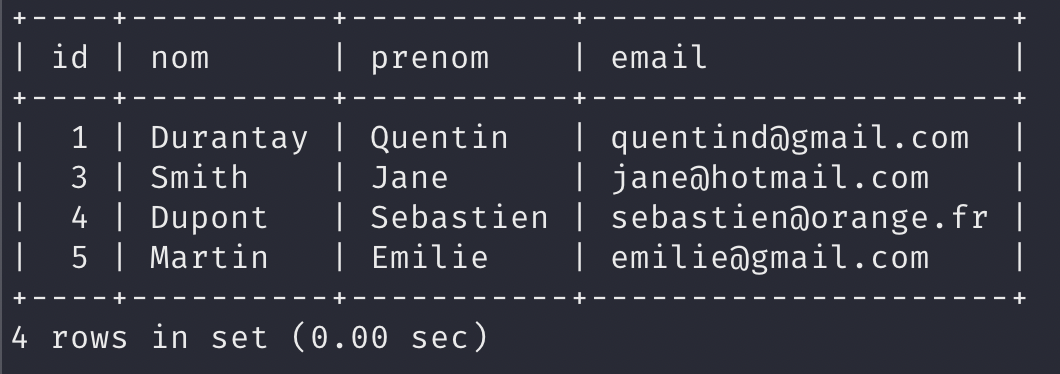 +----+----------+-----------+---------------------+
| id | nom      | prenom    | email               |
+----+----------+-----------+---------------------+
|  1 | Durantay | Quentin   | quentind@gmail.com  |
|  3 | Smith    | Jane      | jane@hotmail.com    |
|  4 | Dupont   | Sebastien | sebastien@orange.fr |
|  5 | Martin   | Emilie    | emilie@gmail.com    |
+----+----------+-----------+---------------------+
4 rows in set (0.00 sec)